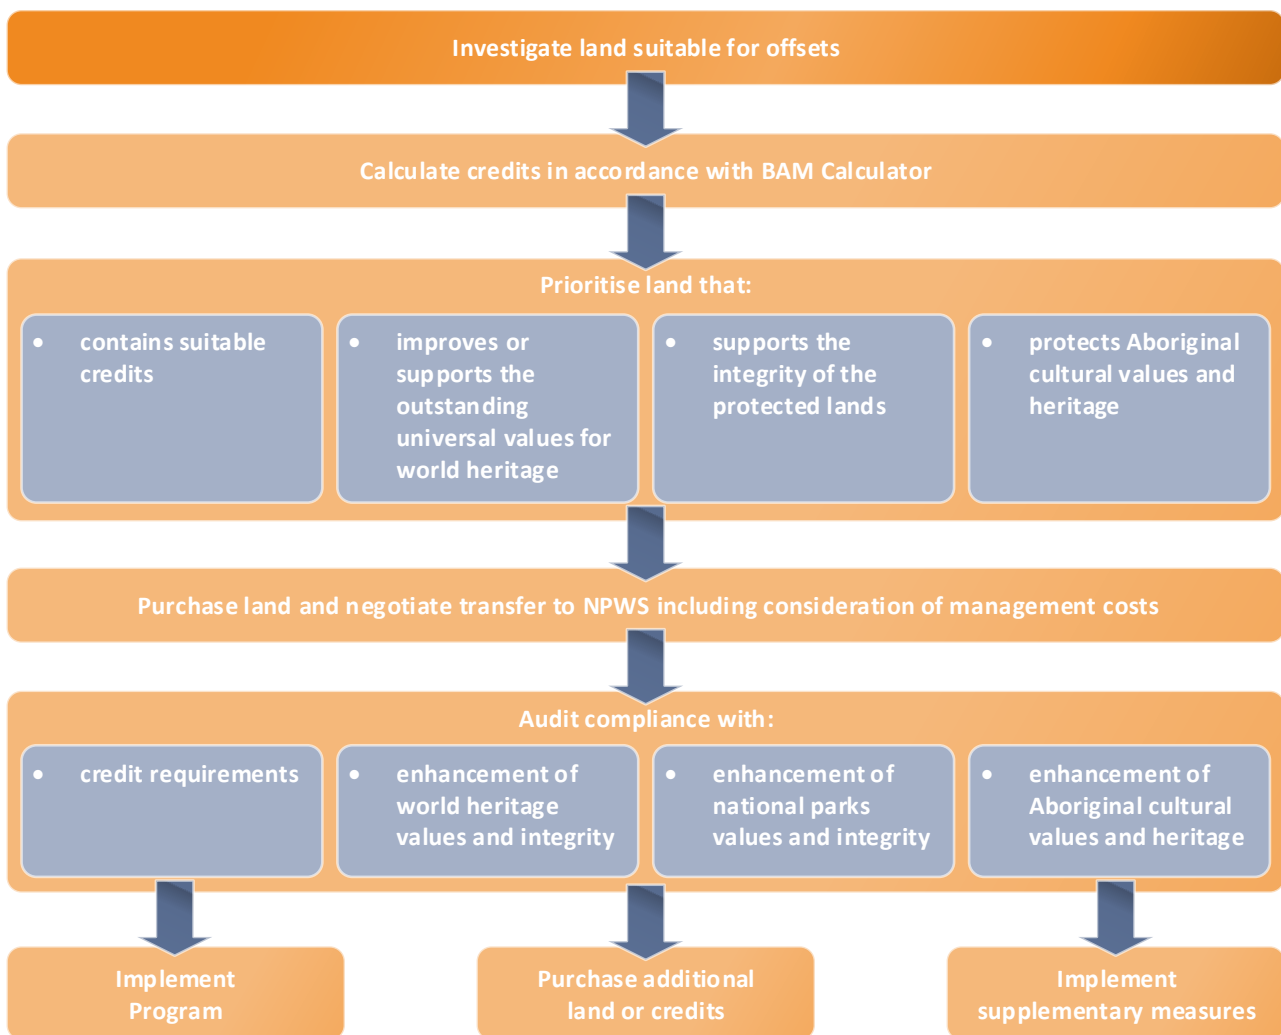 Investigate land suitable for offsets
Calculate credits in accordance with BAM Calculator
Prioritise land that:
• contains suitable
credits
• improves or
supports the
outstanding
universal values for
world heritage
• supports the
integrity of the
protected lands
• protects Aboriginal
cultural values and
heritage
Purchase land and negotiate transfer to NPWS including consideration of management costs
Audit compliance with:
• credit requirements
• enhancement of
world heritage
values and integrity
• enhancement of
national parks
values and integrity
• enhancement of
Aboriginal cultural
values and heritage
Implement
Program
Purchase additional
land or credits
Implement
supplementary measures